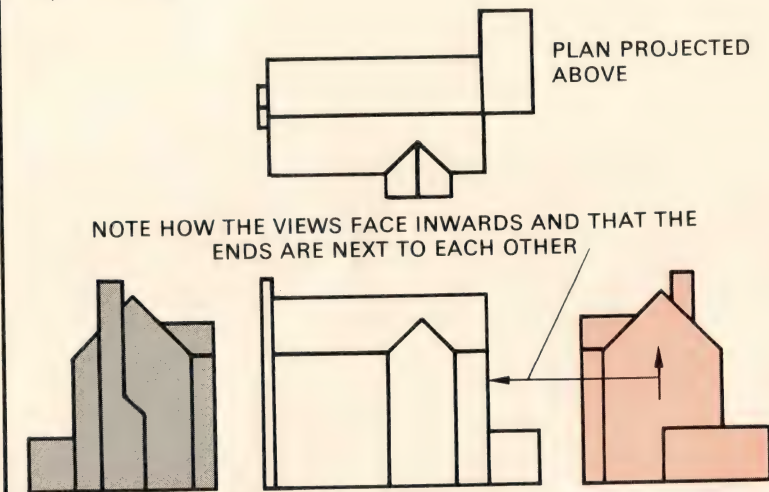 PLAN PROJECTED
ABOVE
NOTE HOW THE VIEWS FACE INWARDS AND THAT THE
ENDS ARE NEXT TO EACH OTHER